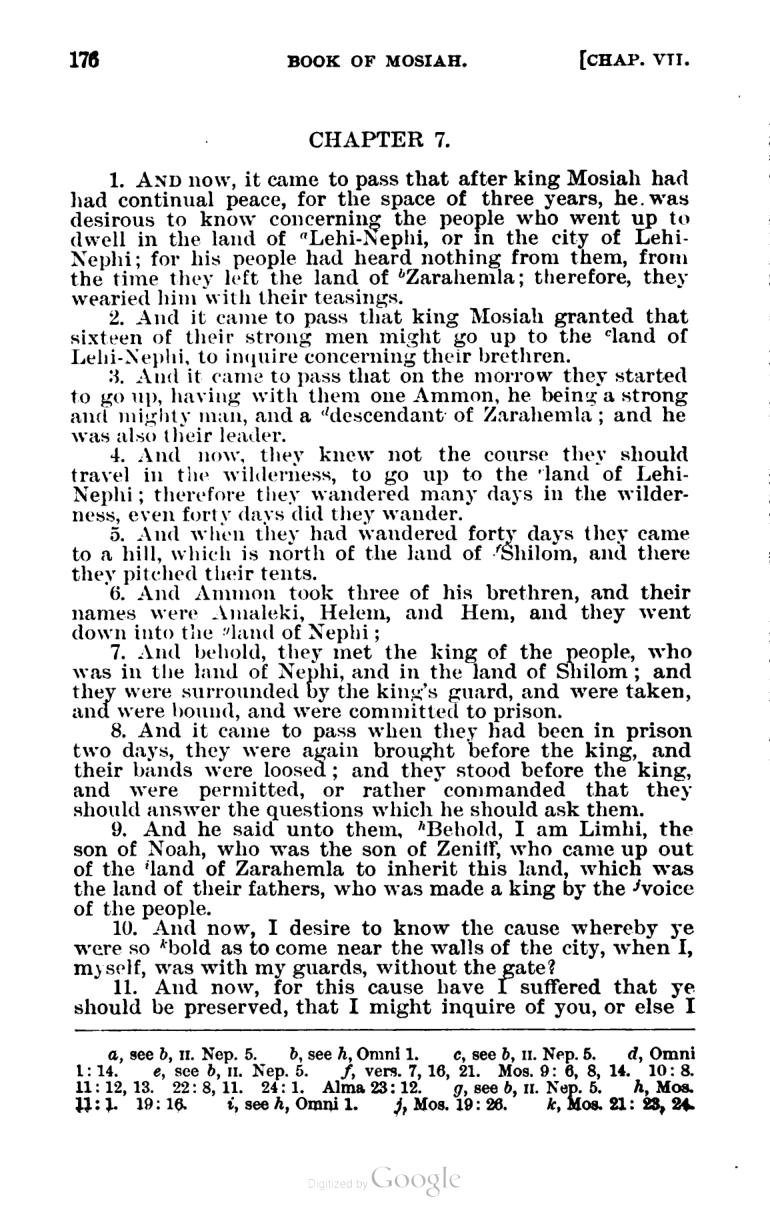 176 BOOK OF MOSIAH. [CHAP. VII.
CHAPTER 7.
1. AND now, it came to pass that after king Mosiah had
had continual peace, for the space of three years, he was
desirous to know concerning the people who went up to
dwell in the land of ᵃLehi-Nephi, or in the city of Lehi-
Nephi; for his people had heard nothing from them, from
the time they left the land of ᵇZarahemla; therefore, they
wearied him with their teasings.
2. And it came to pass that king Mosiah granted that
sixteen of their strong men might go up to the ᶜland of
Lehi-Nephi, to inquire concerning their brethren.
3. And it came to pass that on the morrow they started
to go up, having with them one Ammon, he being a strong
and mighty man, and a ᵈdescendant of Zarahemla; and he
was also their leader.
4. And now, they knew not the course they should
travel in the wilderness, to go up to the ᵉland of Lehi-
Nephi; therefore they wandered many days in the wilder-
ness, even forty days did they wander.
5. And when they had wandered forty days they came
to a hill, which is north of the land of ᶠShilom, and there
they pitched their tents.
6. And Ammon took three of his brethren, and their
names were Amaleki, Helem, and Hem, and they went
down into the ᵍland of Nephi;
7. And behold, they met the king of the people, who
was in the land of Nephi, and in the land of Shilom; and
they were surrounded by the king's guard, and were taken,
and were bound, and were committed to prison.
8. And it came to pass when they had been in prison
two days, they were again brought before the king, and
their bands were loosed; and they stood before the king,
and were permitted, or rather commanded that they
should answer the questions which he should ask them.
9. And he said unto them, ʰBehold, I am Limhi, the
son of Noah, who was the son of Zeniff, who came up out
of the ⁱland of Zarahemla to inherit this land, which was
the land of their fathers, who was made a king by the ʲvoice
of the people.
10. And now, I desire to know the cause whereby ye
were so ᵏbold as to come near the walls of the city, when I,
myself, was with my guards, without the gate?
11. And now, for this cause have I suffered that ye
should be preserved, that I might inquire of you, or else I
a, see b, II. Nep. 5. b, see h, Omni 1. c, see b, II. Nep. 5. d, Omni
1: 14. e, see b, II. Nep. 5. f, vers. 7, 16, 21. Mos. 9: 6, 8, 14. 10: 8.
11: 12, 13. 22: 8, 11. 24: 1. Alma 23: 12. g, see b, II. Nep. 5. h, Mos.
11: 1. 19: 16. i, see h, Omni 1. j, Mos. 19: 26. k, Mos. 21: 23, 24.
Digitized by Google